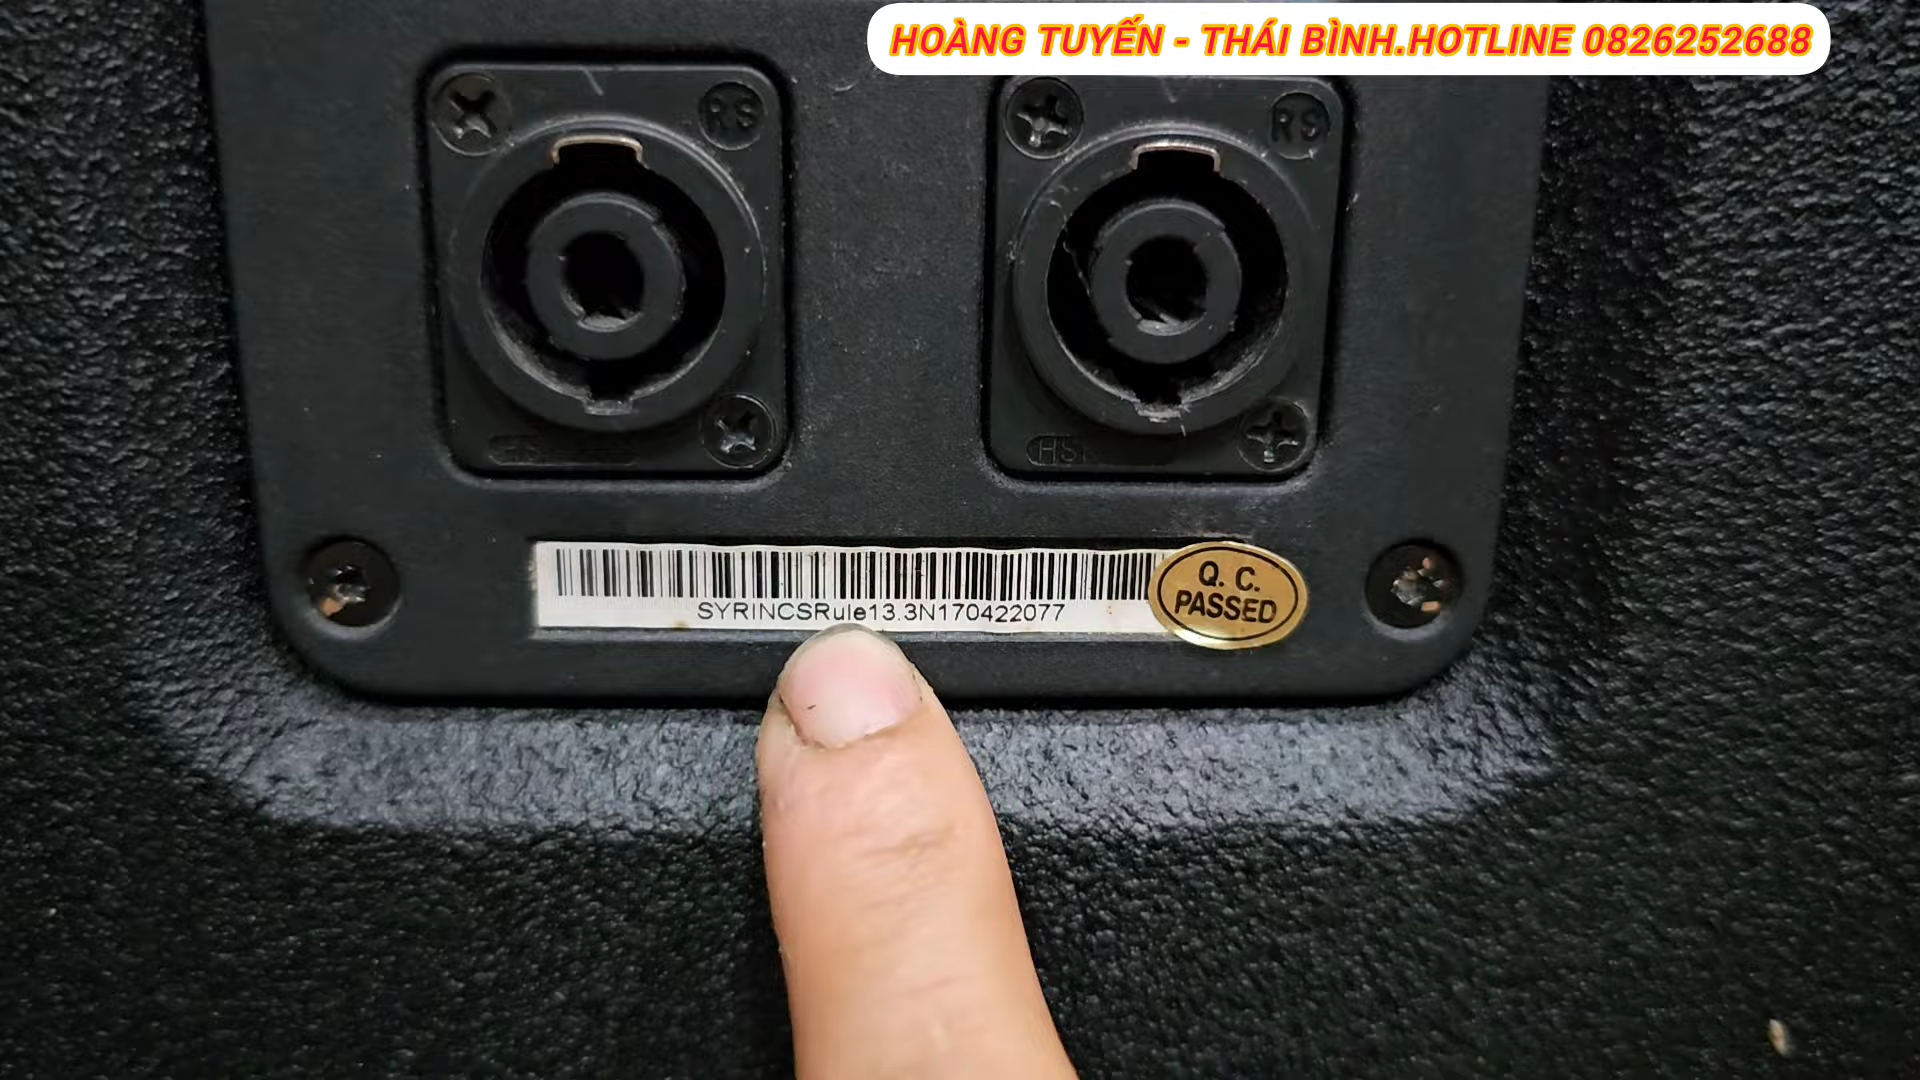 HOÀNG TUYẾN - THÁI BÌNH.HOTLINE 0826252688
RS
RS
SYRINCSRule13.3N170422077
Q. C.
PASSED